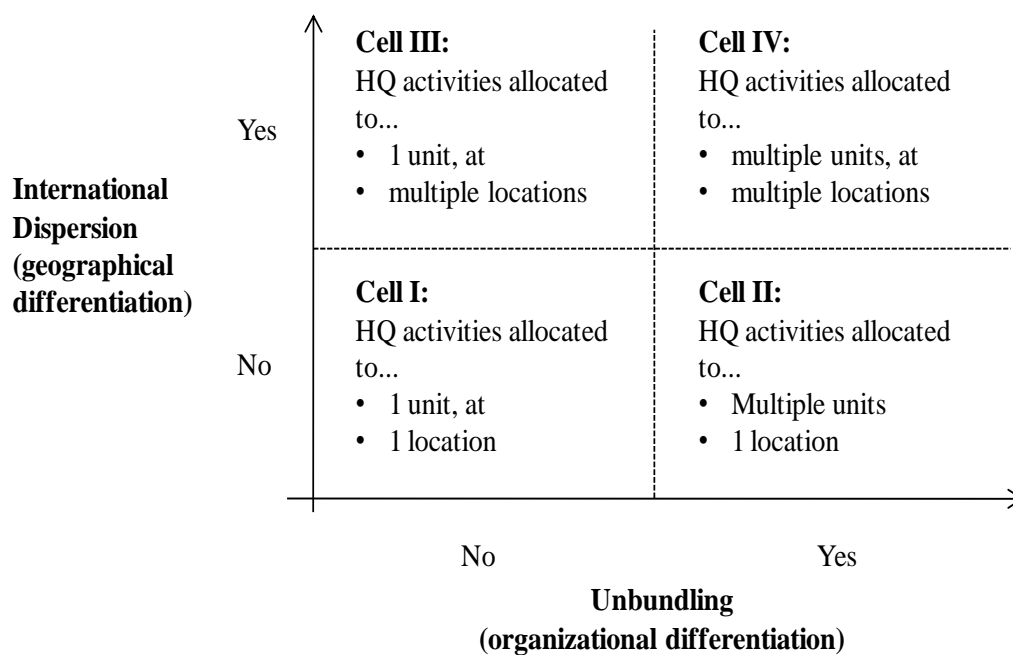 Cell III:
HQ activities allocated
to...
• 1 unit, at
• multiple locations
Cell IV:
HQ activities allocated
to...
• multiple units, at
• multiple locations
Yes
International
Dispersion
(geographical
differentiation)
Cell I:
HQ activities allocated
to...
• 1 unit, at
• 1 location
Cell II:
HQ activities allocated
to...
• Multiple units
• 1 location
No
No
Yes
Unbundling
(organizational differentiation)